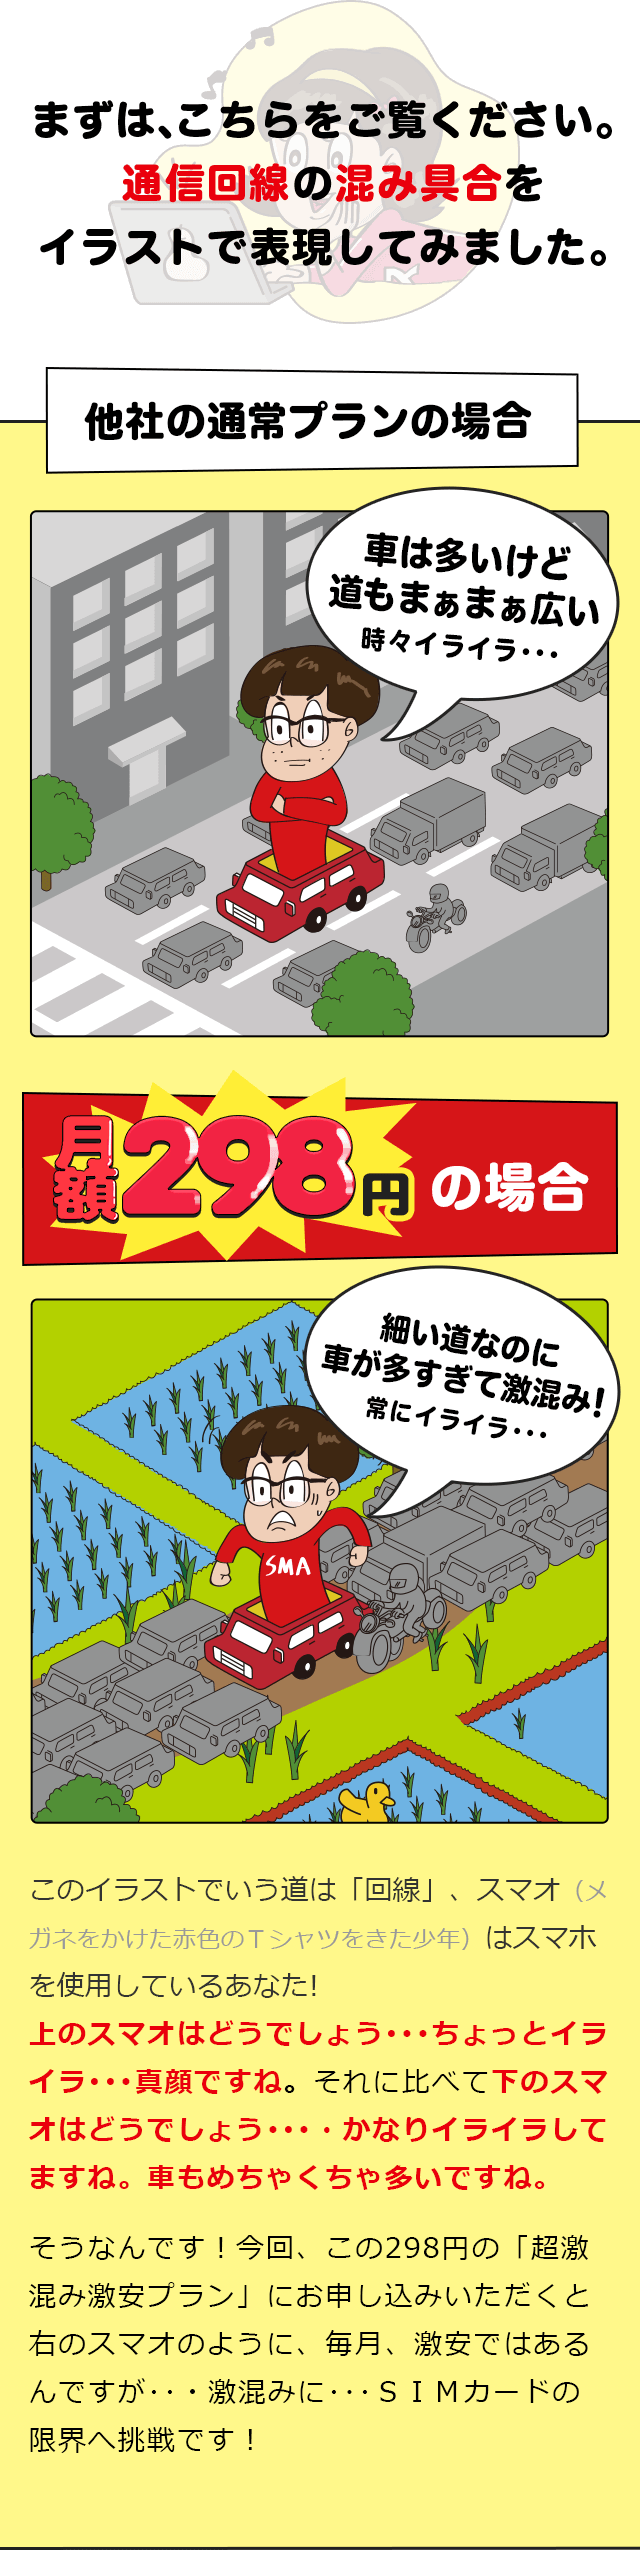 まずは、こちらをご覧ください。
通信回線の混み具合を
イラストで表現してみました。
他社の通常プランの場合
車は多いけど
道もまぁまぁ広い
時々イライラ･･･
月額298円の場合
細い道なのに
車が多すぎて激混み!
常にイライラ･･･
SMA
このイラストでいう道は「回線」、スマオ（メ
ガネをかけた赤色のＴシャツをきた少年）はスマホ
を使用しているあなた!
上のスマオはどうでしょう･･･ちょっとイラ
イラ･･･真顔ですね。それに比べて下のスマ
オはどうでしょう･･･・かなりイライラして
ますね。車もめちゃくちゃ多いですね。
そうなんです！今回、この298円の「超激
混み激安プラン」にお申し込みいただくと
右のスマオのように、毎月、激安ではある
んですが･･･・激混みに･･･ＳＩＭカードの
限界へ挑戦です！